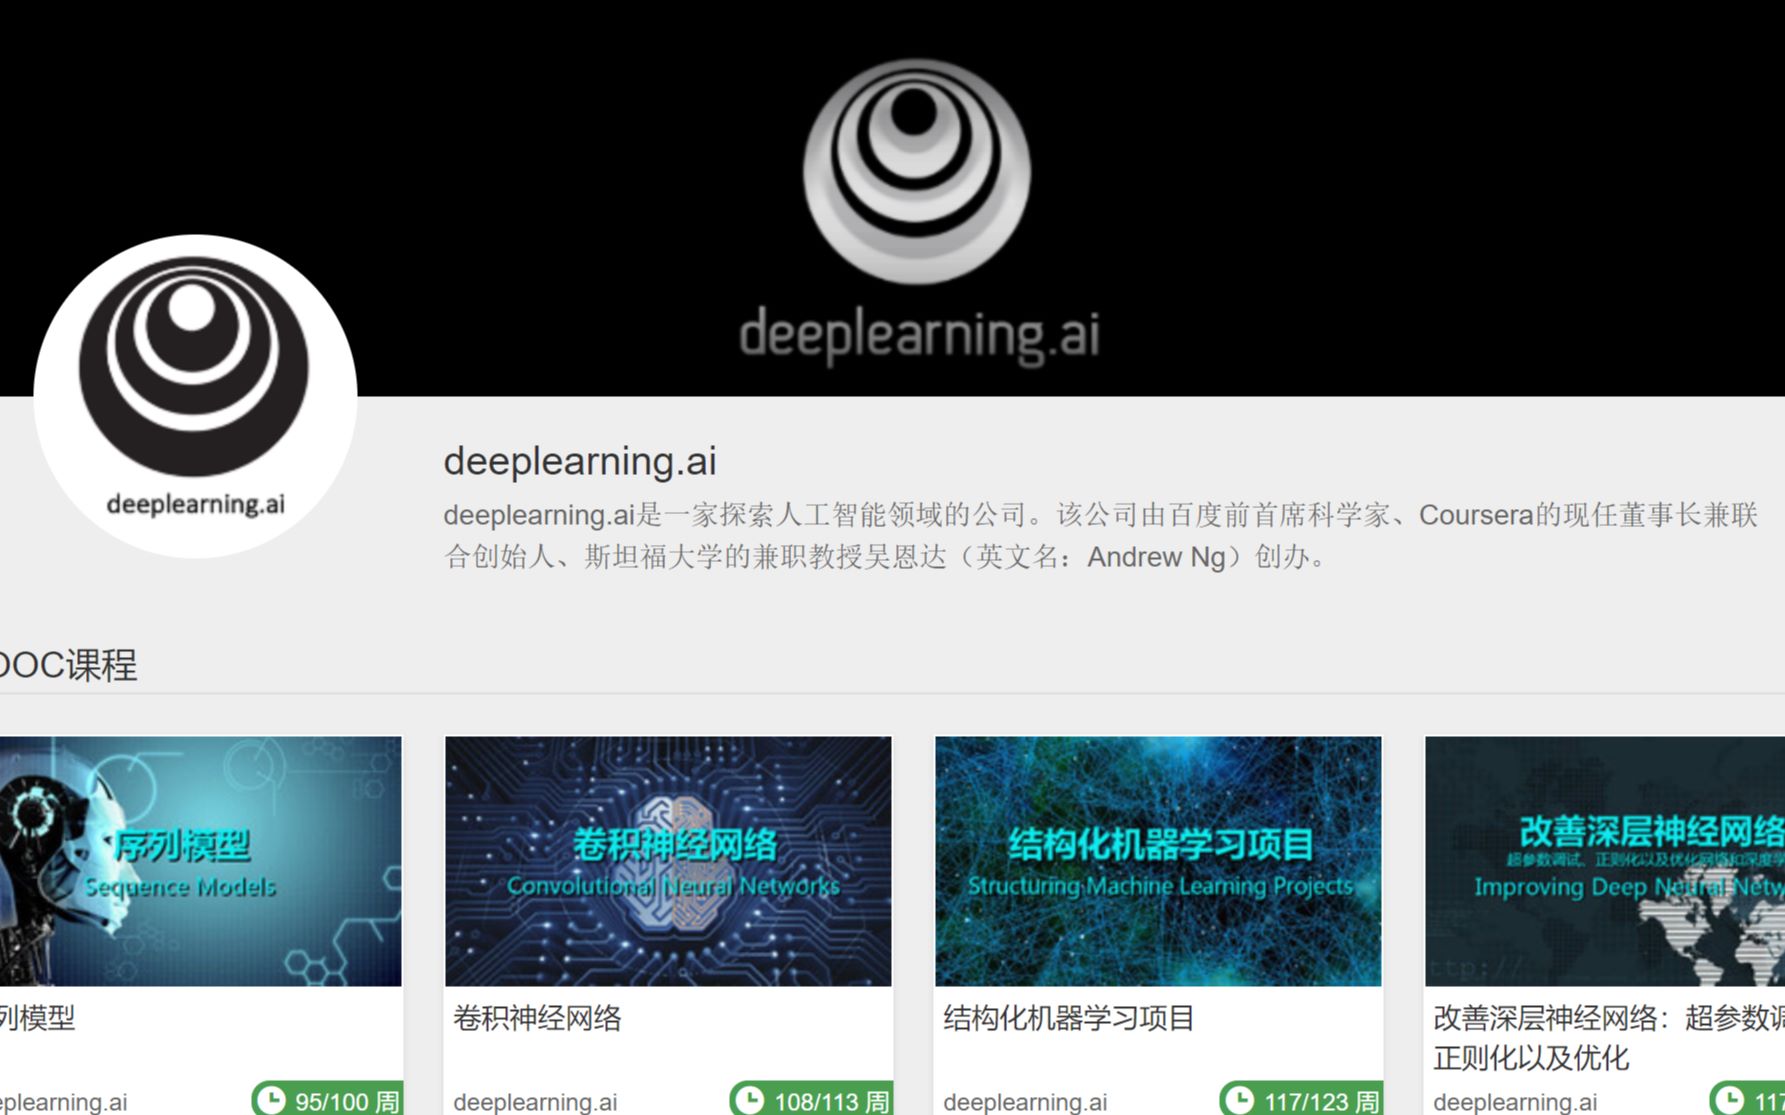 deeplearning.ai
deeplearning.ai
deeplearning.ai
deeplearning.ai是一家探索人工智能领域的公司。该公司由百度前首席科学家、Coursera的现任董事长兼联
合创始人、斯坦福大学的兼职教授吴恩达（英文名：Andrew Ng）创办。
OOC课程
序列模型
Sequence Models
卷积神经网络
Convolutional Neural Networks
结构化机器学习项目
Structuring Machine Learning Projects
改善深层神经网络
超参数调试、正则化以及优化
Improving Deep Neural Netw
http://
列模型
卷积神经网络
结构化机器学习项目
改善深层神经网络：超参数调
正则化以及优化
eplearning.ai
95/100 周
deeplearning.ai
108/113 周
deeplearning.ai
117/123 周
deeplearning.ai
11